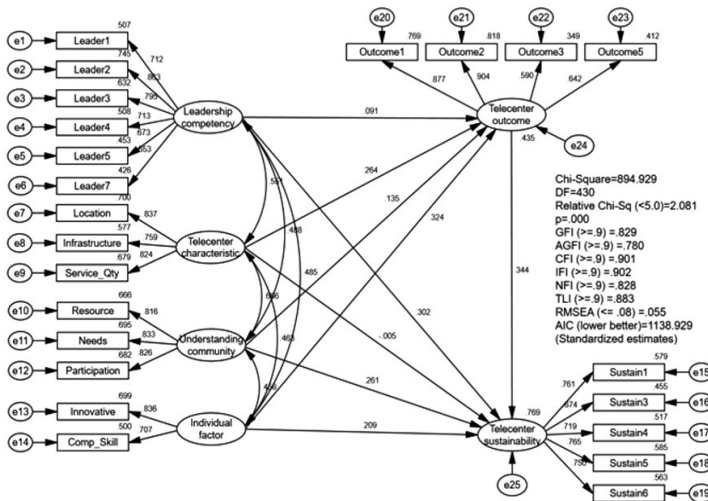 e20
e21
e22
e23
.769
.818
.349
.412
Outcome1
Outcome2
Outcome3
Outcome5
.877
.904
.590
.642
Telecenter
outcome
.435
e24
e1
Leader1
.507
.712
e2
Leader2
.745
.863
e3
Leader3
.632
.795
e4
Leader4
.508
.713
e5
Leader5
.453
.673
e6
Leader7
.426
.653
Leadership
competency
.091
e7
Location
.700
.837
e8
Infrastructure
.577
.759
e9
Service_Qty
.679
.824
Telecenter
characteristic
.264
.135
.324
.488
.485
.302
-.005
.344
e10
Resource
.666
.816
e11
Needs
.695
.833
e12
Participation
.682
.826
Understanding
community
.261
e13
Innovative
.699
.836
e14
Comp_Skill
.500
.707
Individual
factor
.209
Chi-Square=894.929
DF=430
Relative Chi-Sq (<5.0)=2.081
p=.000
GFI (>=.9) =.829
AGFI (>=.9) =.780
CFI (>=.9) =.901
IFI (>=.9) =.902
NFI (>=.9) =.828
TLI (>=.9) =.883
RMSEA (<= .08) =.055
AIC (lower better)=1138.929
(Standardized estimates)
Telecenter
sustainability
.769
e25
.579
Sustain1
e15
.761
.455
Sustain3
e16
.674
.517
Sustain4
e17
.719
.585
Sustain5
e18
.765
.563
Sustain6
e19
.750